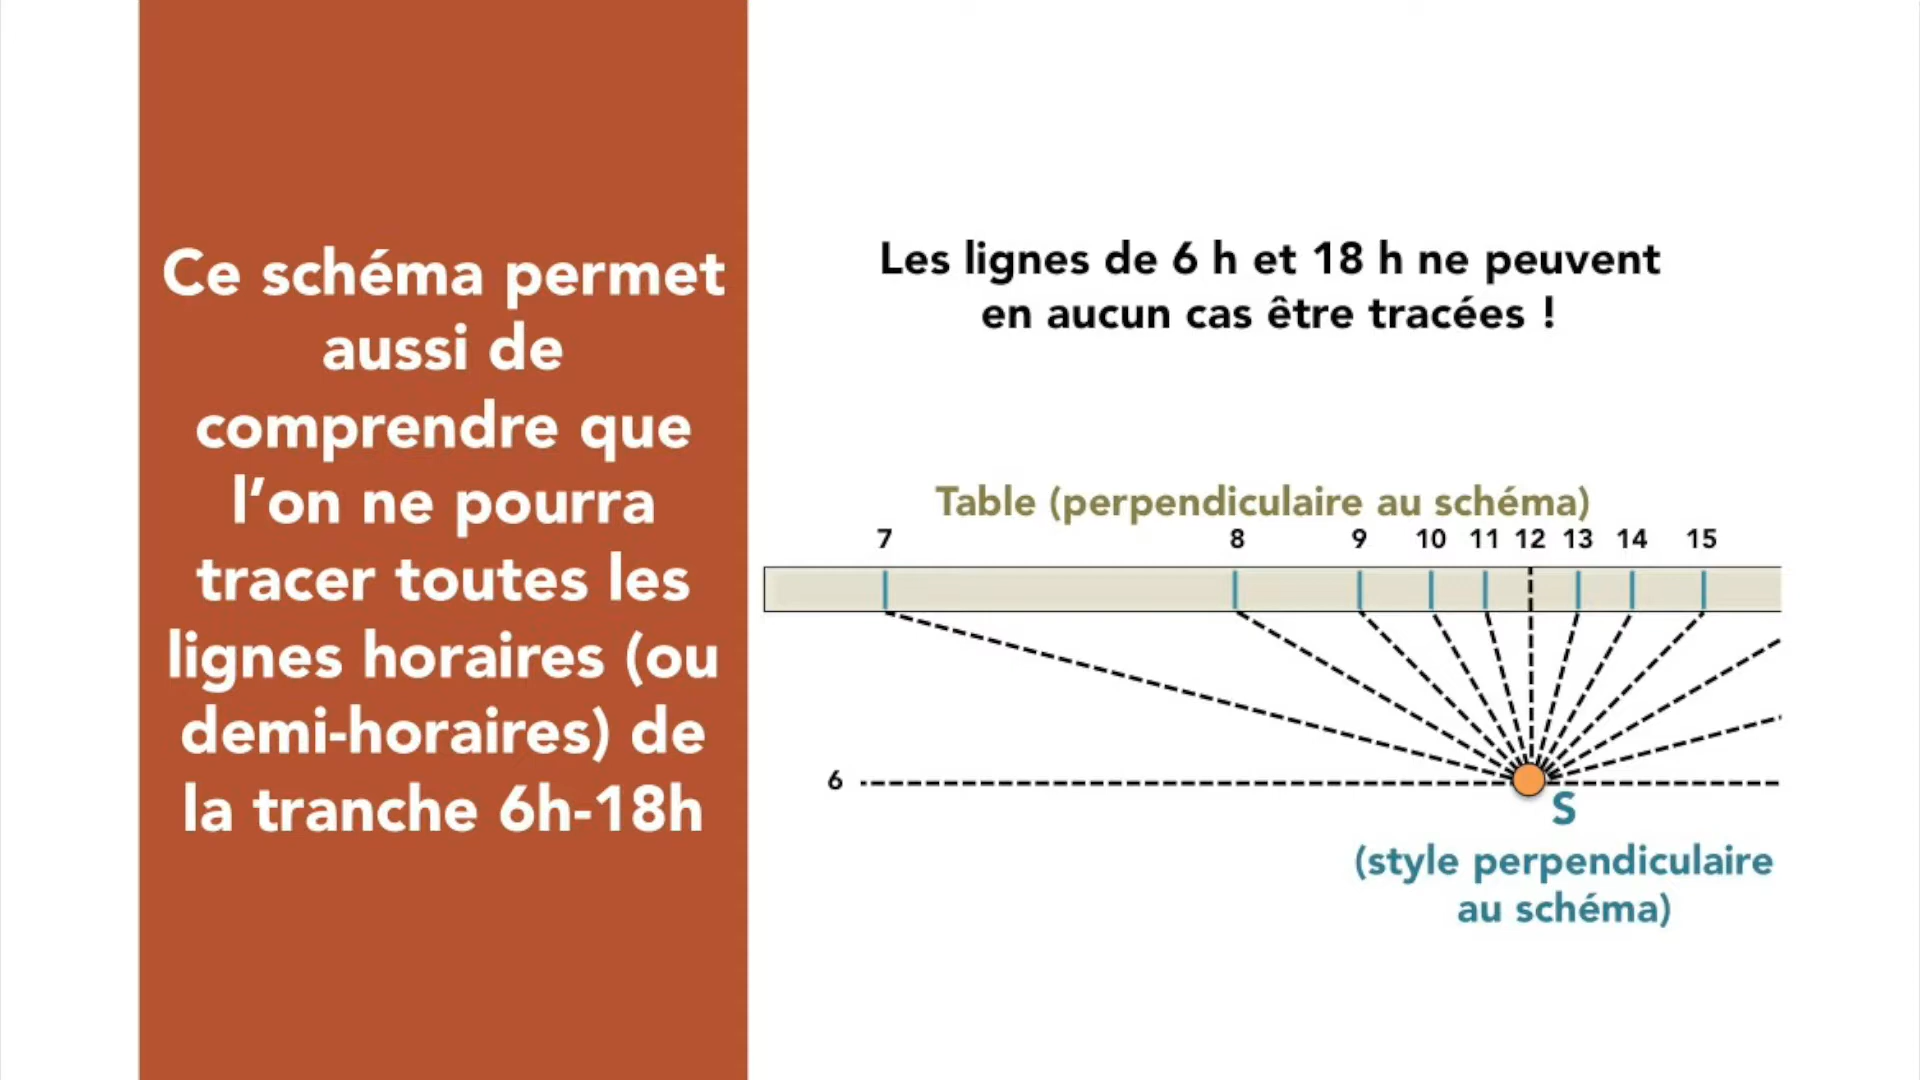 Ce schéma permet
aussi de
comprendre que
l’on ne pourra
tracer toutes les
lignes horaires (ou
demi-horaires) de
la tranche 6h-18h
Les lignes de 6 h et 18 h ne peuvent
en aucun cas être tracées !
Table (perpendiculaire au schéma)
7 8 9 10 11 12 13 14 15
6
S
(style perpendiculaire
au schéma)